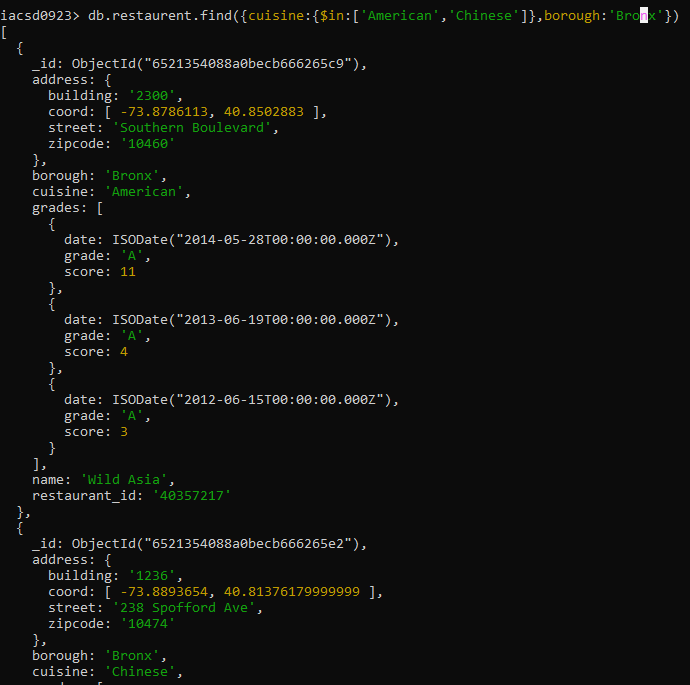 iacsd0923> db.restaurent.find({cuisine:{$in:['American','Chinese']},borough:'Bronx'})
[
  {
    _id: ObjectId("6521354088a0becb666265c9"),
    address: {
      building: '2300',
      coord: [ -73.8786113, 40.8502883 ],
      street: 'Southern Boulevard',
      zipcode: '10460'
    },
    borough: 'Bronx',
    cuisine: 'American',
    grades: [
      {
        date: ISODate("2014-05-28T00:00:00.000Z"),
        grade: 'A',
        score: 11
      },
      {
        date: ISODate("2013-06-19T00:00:00.000Z"),
        grade: 'A',
        score: 4
      },
      {
        date: ISODate("2012-06-15T00:00:00.000Z"),
        grade: 'A',
        score: 3
      }
    ],
    name: 'Wild Asia',
    restaurant_id: '40357217'
  },
  {
    _id: ObjectId("6521354088a0becb666265e2"),
    address: {
      building: '1236',
      coord: [ -73.8893654, 40.81376179999999 ],
      street: '238 Spofford Ave',
      zipcode: '10474'
    },
    borough: 'Bronx',
    cuisine: 'Chinese',